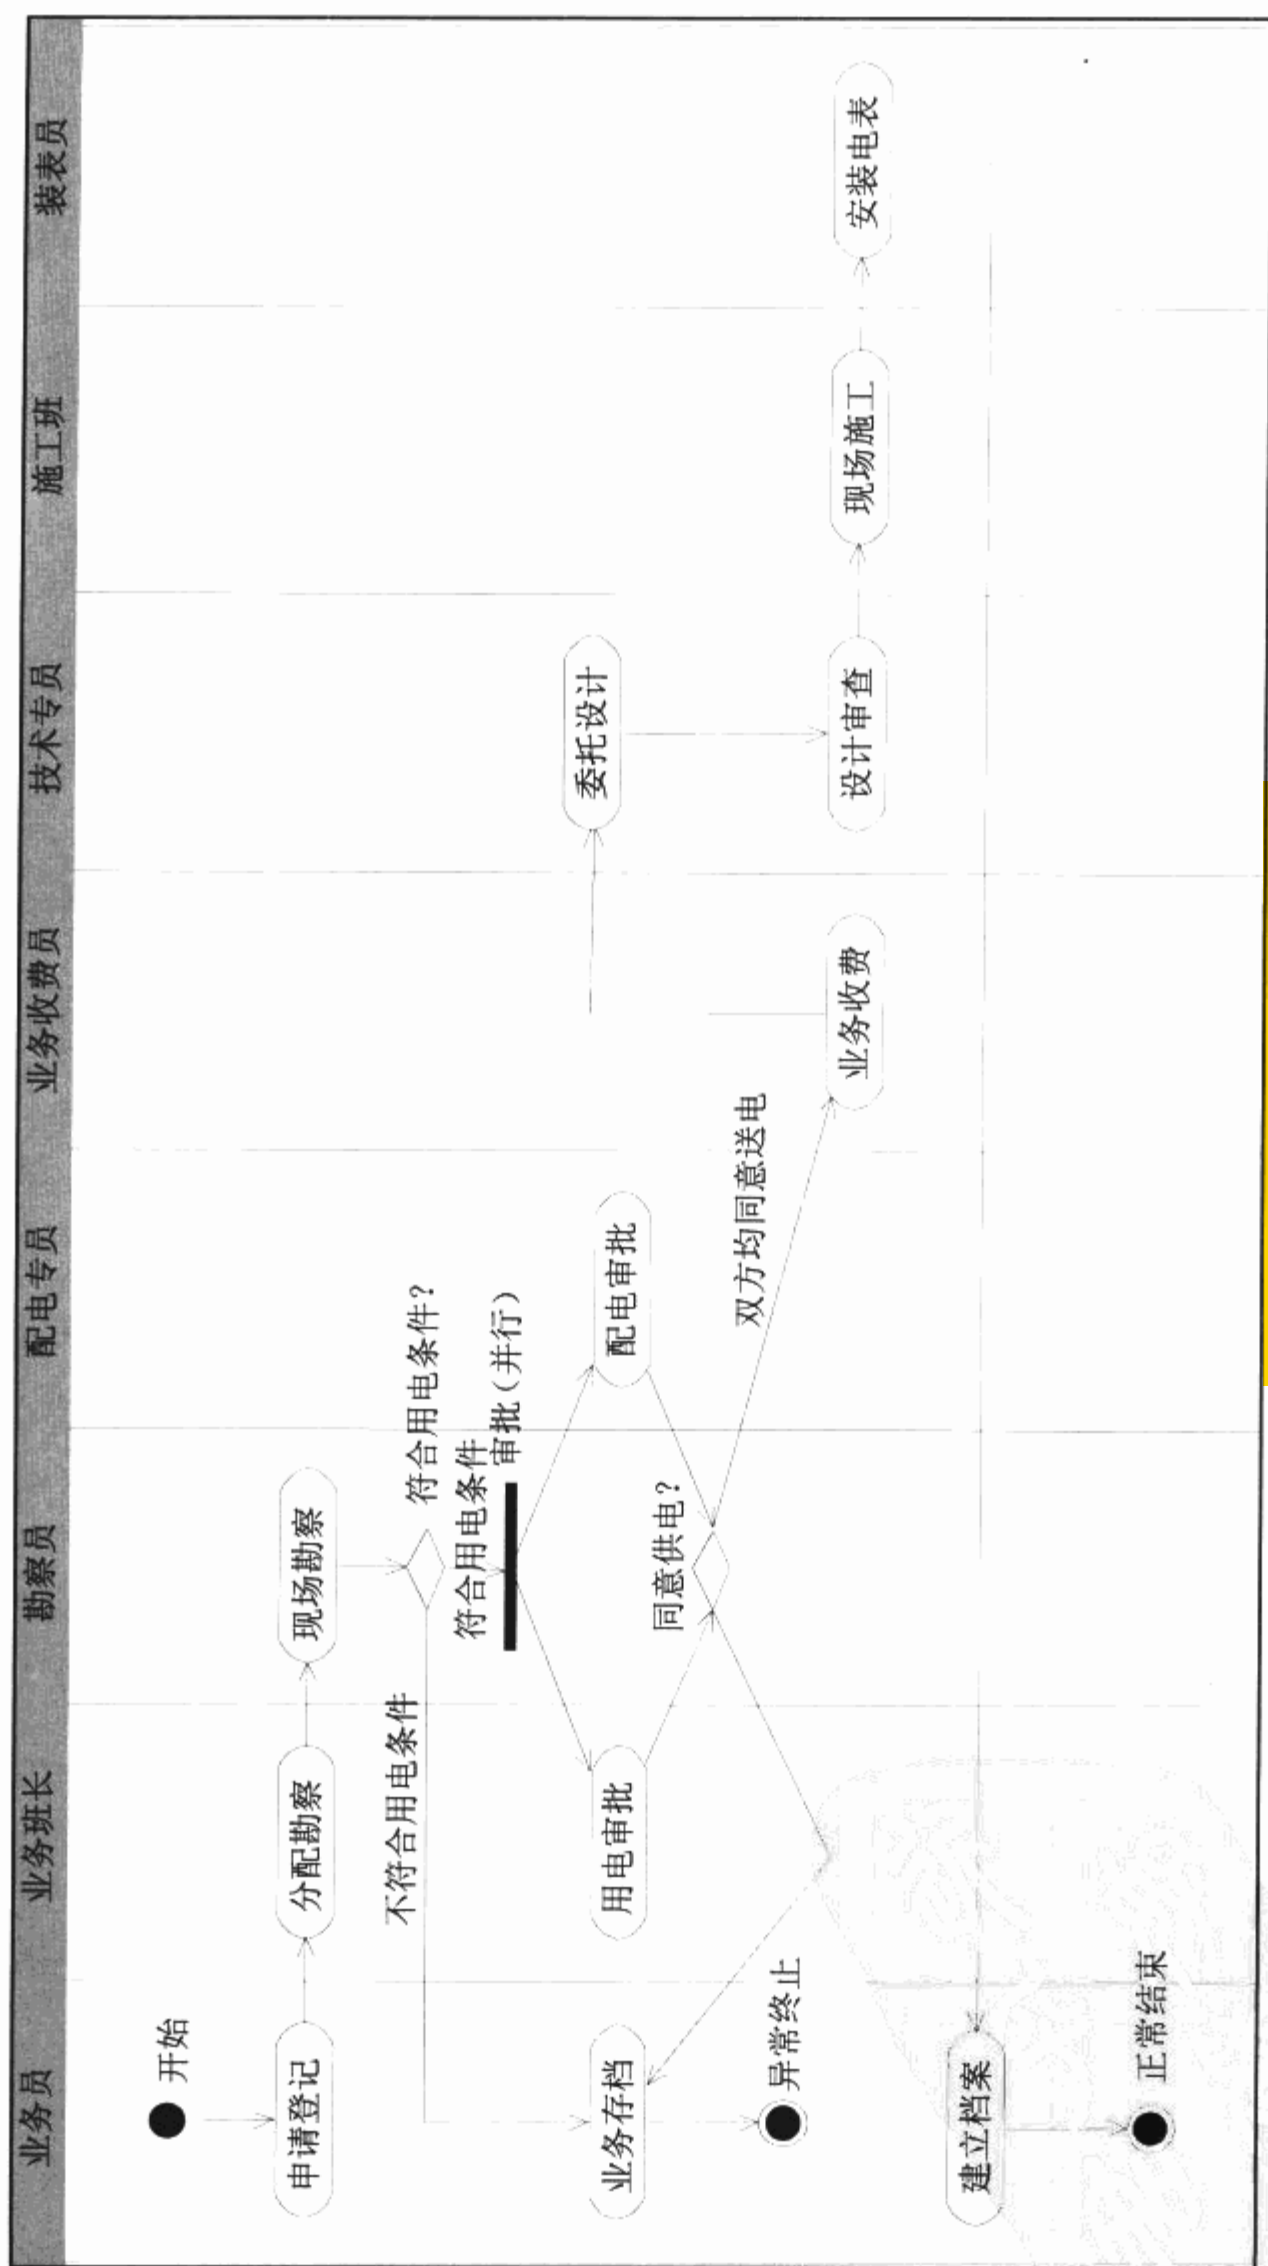 业务员
业务班长
勘察员
配电专员
业务收费员
技术专员
施工班
装表员
开始
申请登记
分配勘察
现场勘察
符合用电条件?
不符合用电条件
符合用电条件
审批(并行)
业务存档
用电审批
配电审批
委托设计
同意供电?
双方均同意送电
异常终止
业务收费
设计审查
现场施工
安装电表
建立档案
正常结束